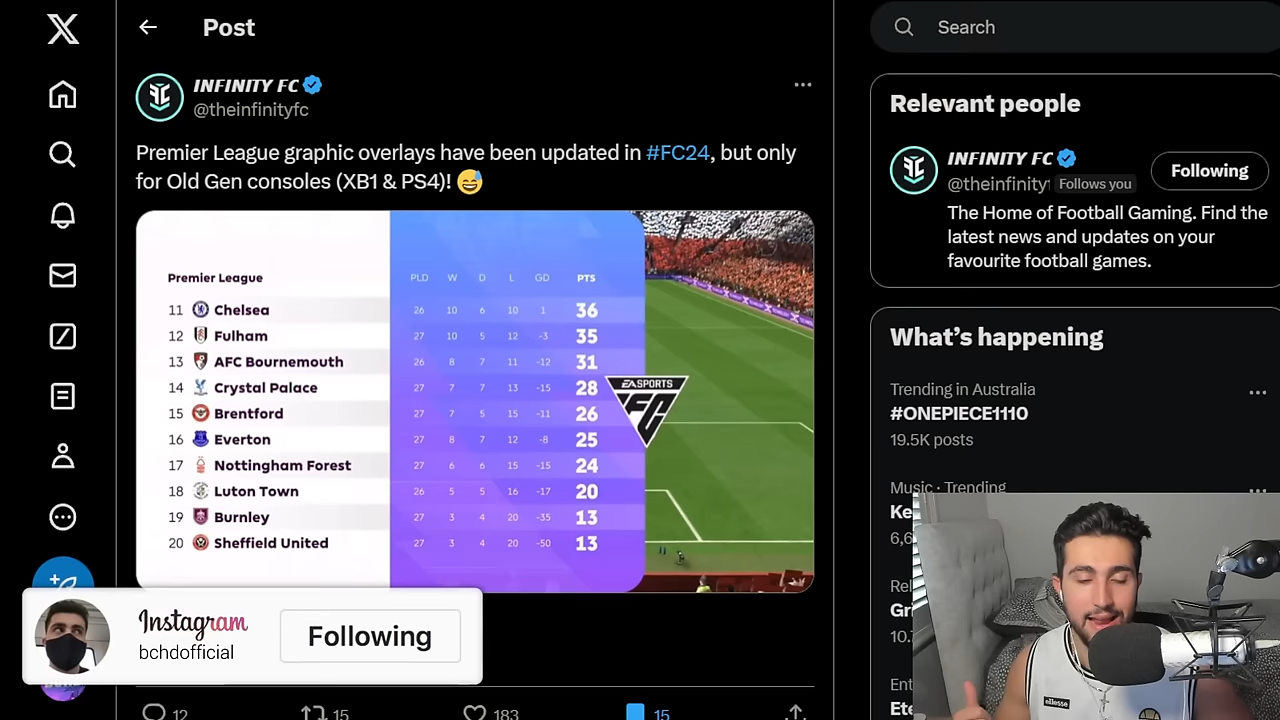 Post
Search
INFINITY FC
@theinfinityfc
Premier League graphic overlays have been updated in #FC24, but only
for Old Gen consoles (XB1 & PS4)! 😅
Premier League PLD W D L GD PTS
11 Chelsea 26 10 6 10 1 36
12 Fulham 27 10 5 12 -3 35
13 AFC Bournemouth 26 8 7 11 -12 31
14 Crystal Palace 27 7 7 13 -15 28
15 Brentford 27 7 5 15 -11 26
16 Everton 27 8 7 12 -8 25
17 Nottingham Forest 27 6 6 15 -15 24
18 Luton Town 26 5 5 16 -17 20
19 Burnley 27 3 4 20 -35 13
20 Sheffield United 27 3 4 20 -50 13
EA SPORTS
FC
12 15 183 15
Instagram
bchdofficial
Following
Relevant people
INFINITY FC
Following
Follows you
The Home of Football Gaming. Find the
latest news and updates on your
favourite football games.
What's happening
Trending in Australia
#ONEPIECE1110
19.5K posts
Music · Trending
ellesse